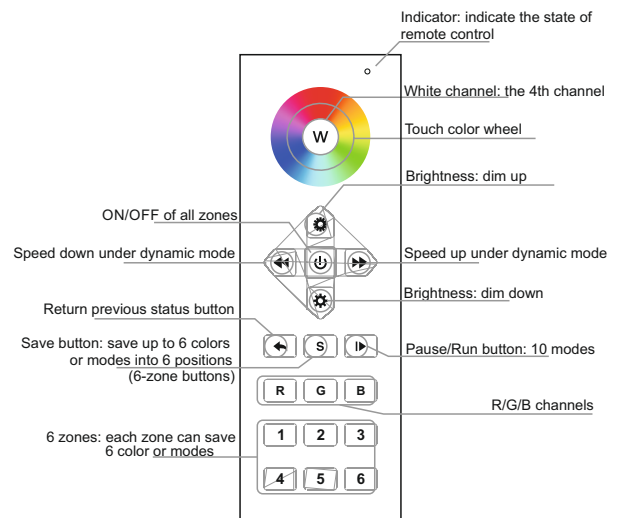 Indicator: indicate the state of
remote control
White channel: the 4th channel
W
Touch color wheel
Brightness: dim up
ON/OFF of all zones
Speed down under dynamic mode
Speed up under dynamic mode
Brightness: dim down
Return previous status button
Save button: save up to 6 colors
or modes into 6 positions
(6-zone buttons)
S
Pause/Run button: 10 modes
R G B
R/G/B channels
6 zones: each zone can save
6 color or modes
1 2 3
4 5 6